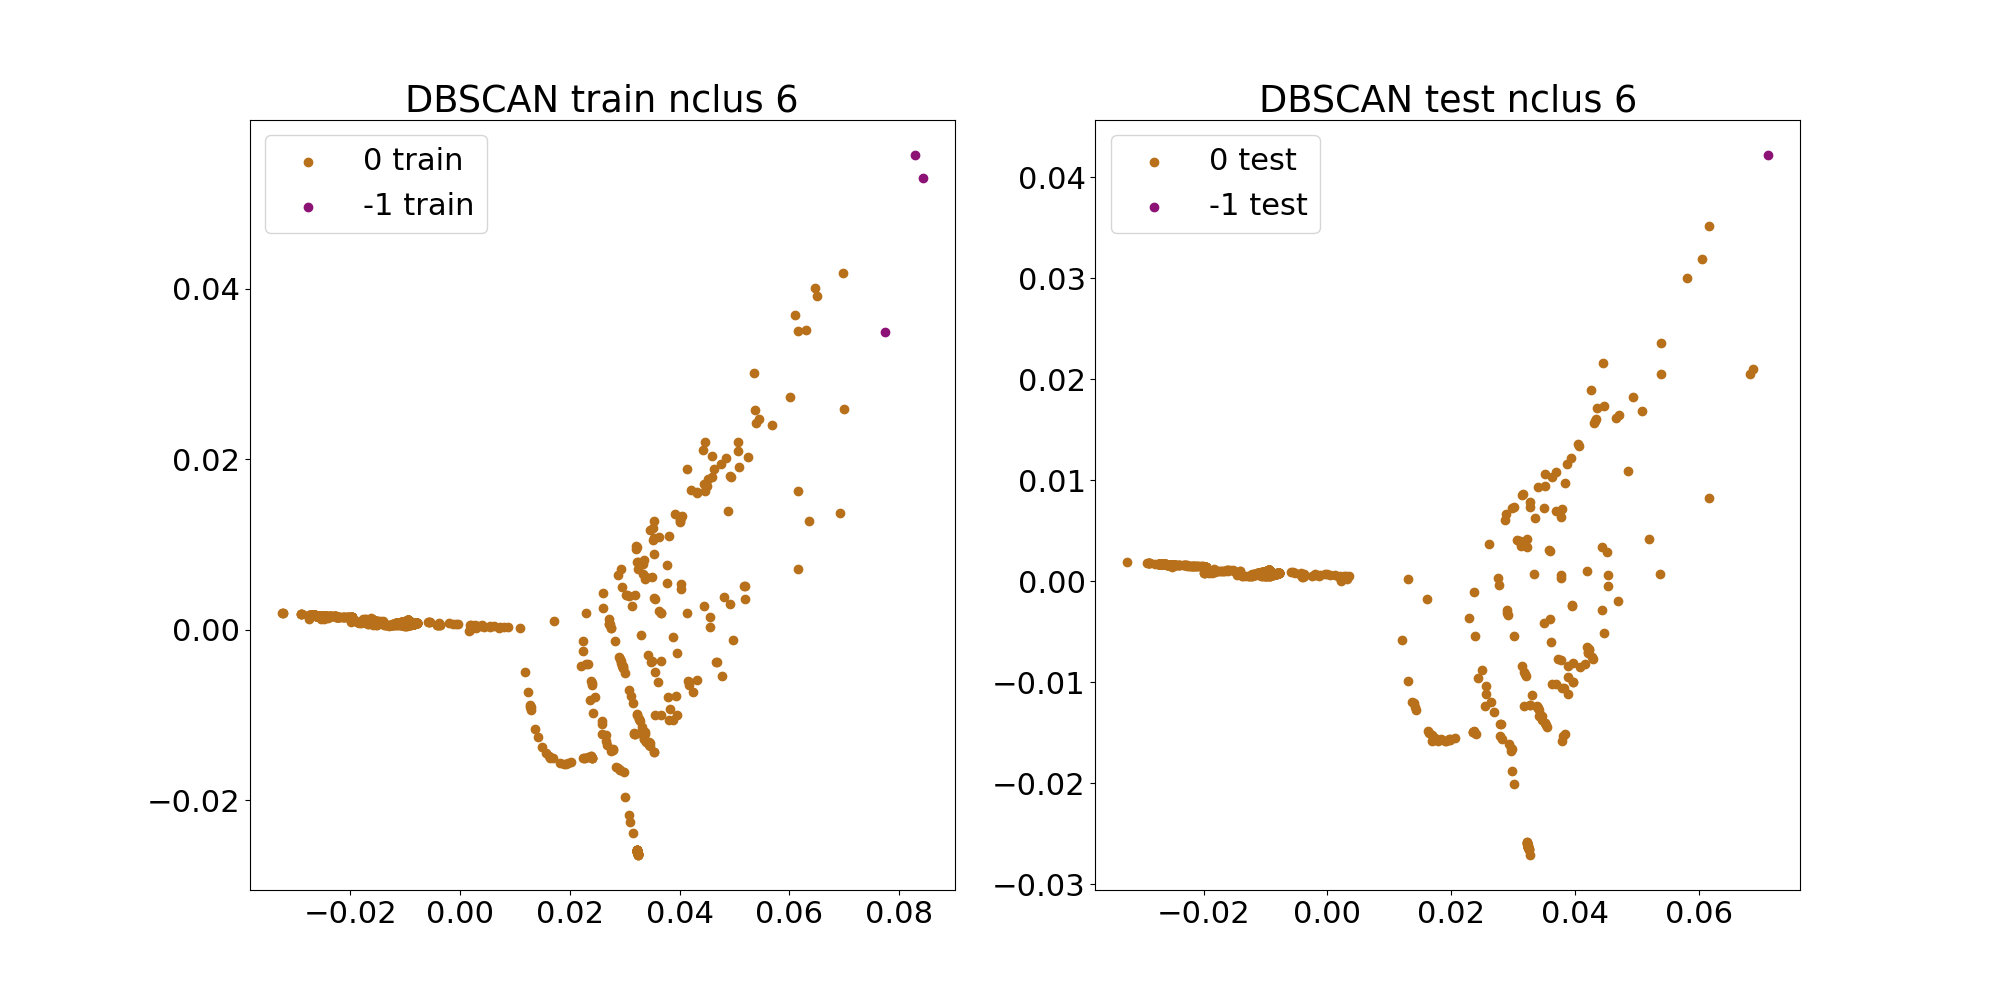 DBSCAN train nclus 6
0 train
-1 train
0.04
0.02
0.00
−0.02
−0.02 0.00 0.02 0.04 0.06 0.08
DBSCAN test nclus 6
0 test
-1 test
0.04
0.03
0.02
0.01
0.00
−0.01
−0.02
−0.03
−0.02 0.00 0.02 0.04 0.06